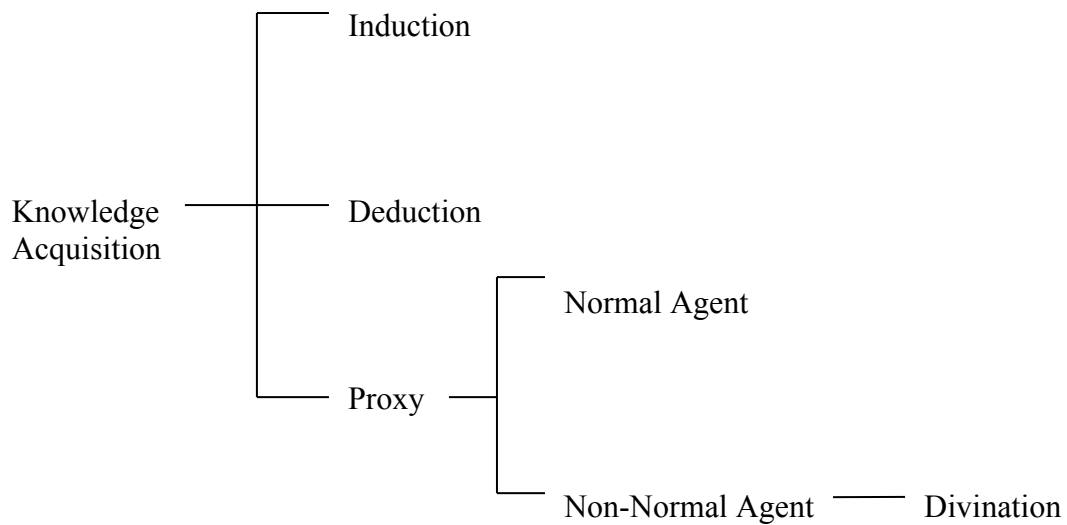 Induction
Knowledge
Acquisition
Deduction
Normal Agent
Proxy
Non-Normal Agent
Divination